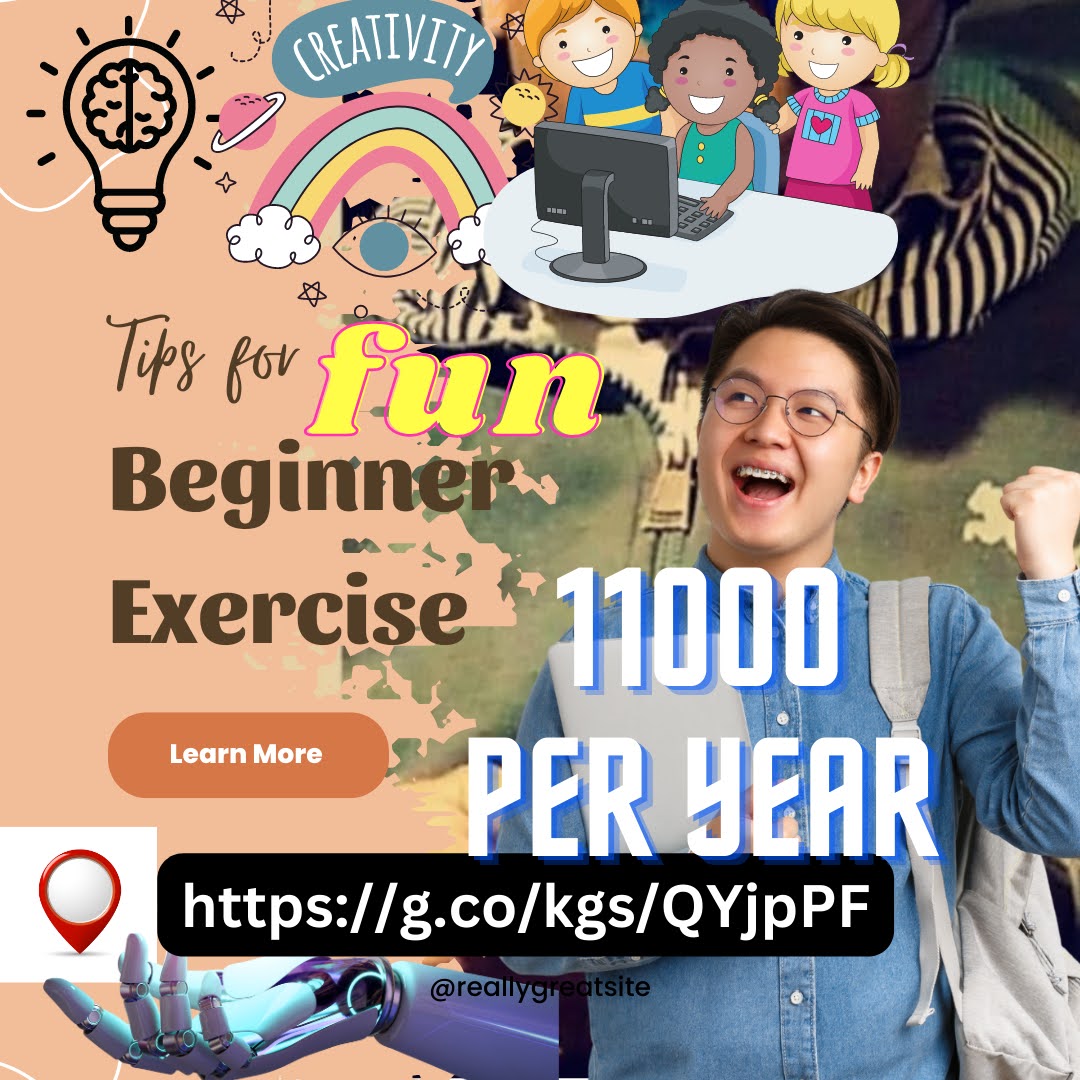 CREATIVITY
Tips for fun
Beginner
Exercise
11000
PER YEAR
Learn More
https://g.co/kgs/QYjpPF
@reallygreatsite